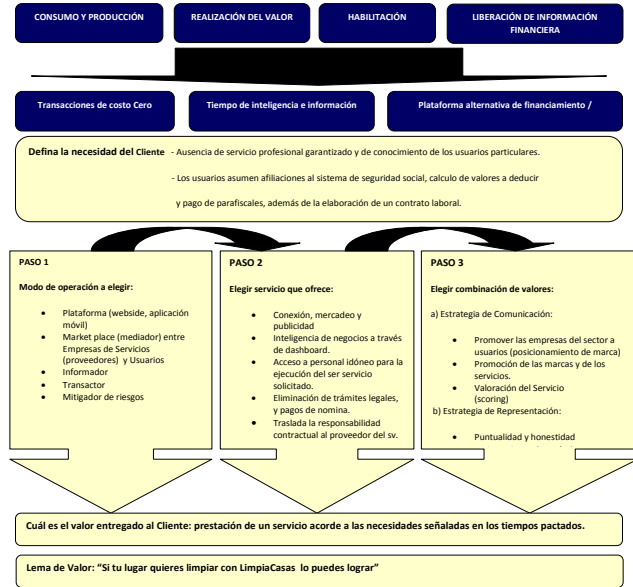 CONSUMO Y PRODUCCIÓN
REALIZACIÓN DEL VALOR
HABILITACIÓN
LIBERACIÓN DE INFORMACIÓN
FINANCIERA
Transacciones de costo Cero
Tiempo de inteligencia e información
Plataforma alternativa de financiamiento /
Defina la necesidad del Cliente - Ausencia de servicio profesional garantizado y de conocimiento de los usuarios particulares.
- Los usuarios asumen afiliaciones al sistema de seguridad social, calculo de valores a deducir
y pago de parafiscales, además de la elaboración de un contrato laboral.
PASO 1
Modo de operación a elegir:
• Plataforma (webside, aplicación
móvil)
• Market place (mediador) entre
Empresas de Servicios
(proveedores) y Usuarios
• Informador
• Transactor
• Mitigador de riesgos
PASO 2
Elegir servicio que ofrece:
• Conexión, mercadeo y
publicidad
• Inteligencia de negocios a través
de dashboard.
• Acceso a personal idóneo para la
ejecución del ser servicio
solicitado.
• Eliminación de trámites legales,
y pagos de nomina.
• Traslada la responsabilidad
contractual al proveedor del sv.
PASO 3
Elegir combinación de valores:
a) Estrategia de Comunicación:
• Promover las empresas del sector a
usuarios (posicionamiento de marca)
• Promoción de las marcas y de los
servicios.
• Valoración del Servicio
(scoring)
b) Estrategia de Representación:
• Puntualidad y honestidad
Cuál es el valor entregado al Cliente: prestación de un servicio acorde a las necesidades señaladas en los tiempos pactados.
Lema de Valor: “Si tu lugar quieres limpiar con LimpiaCasas lo puedes lograr”